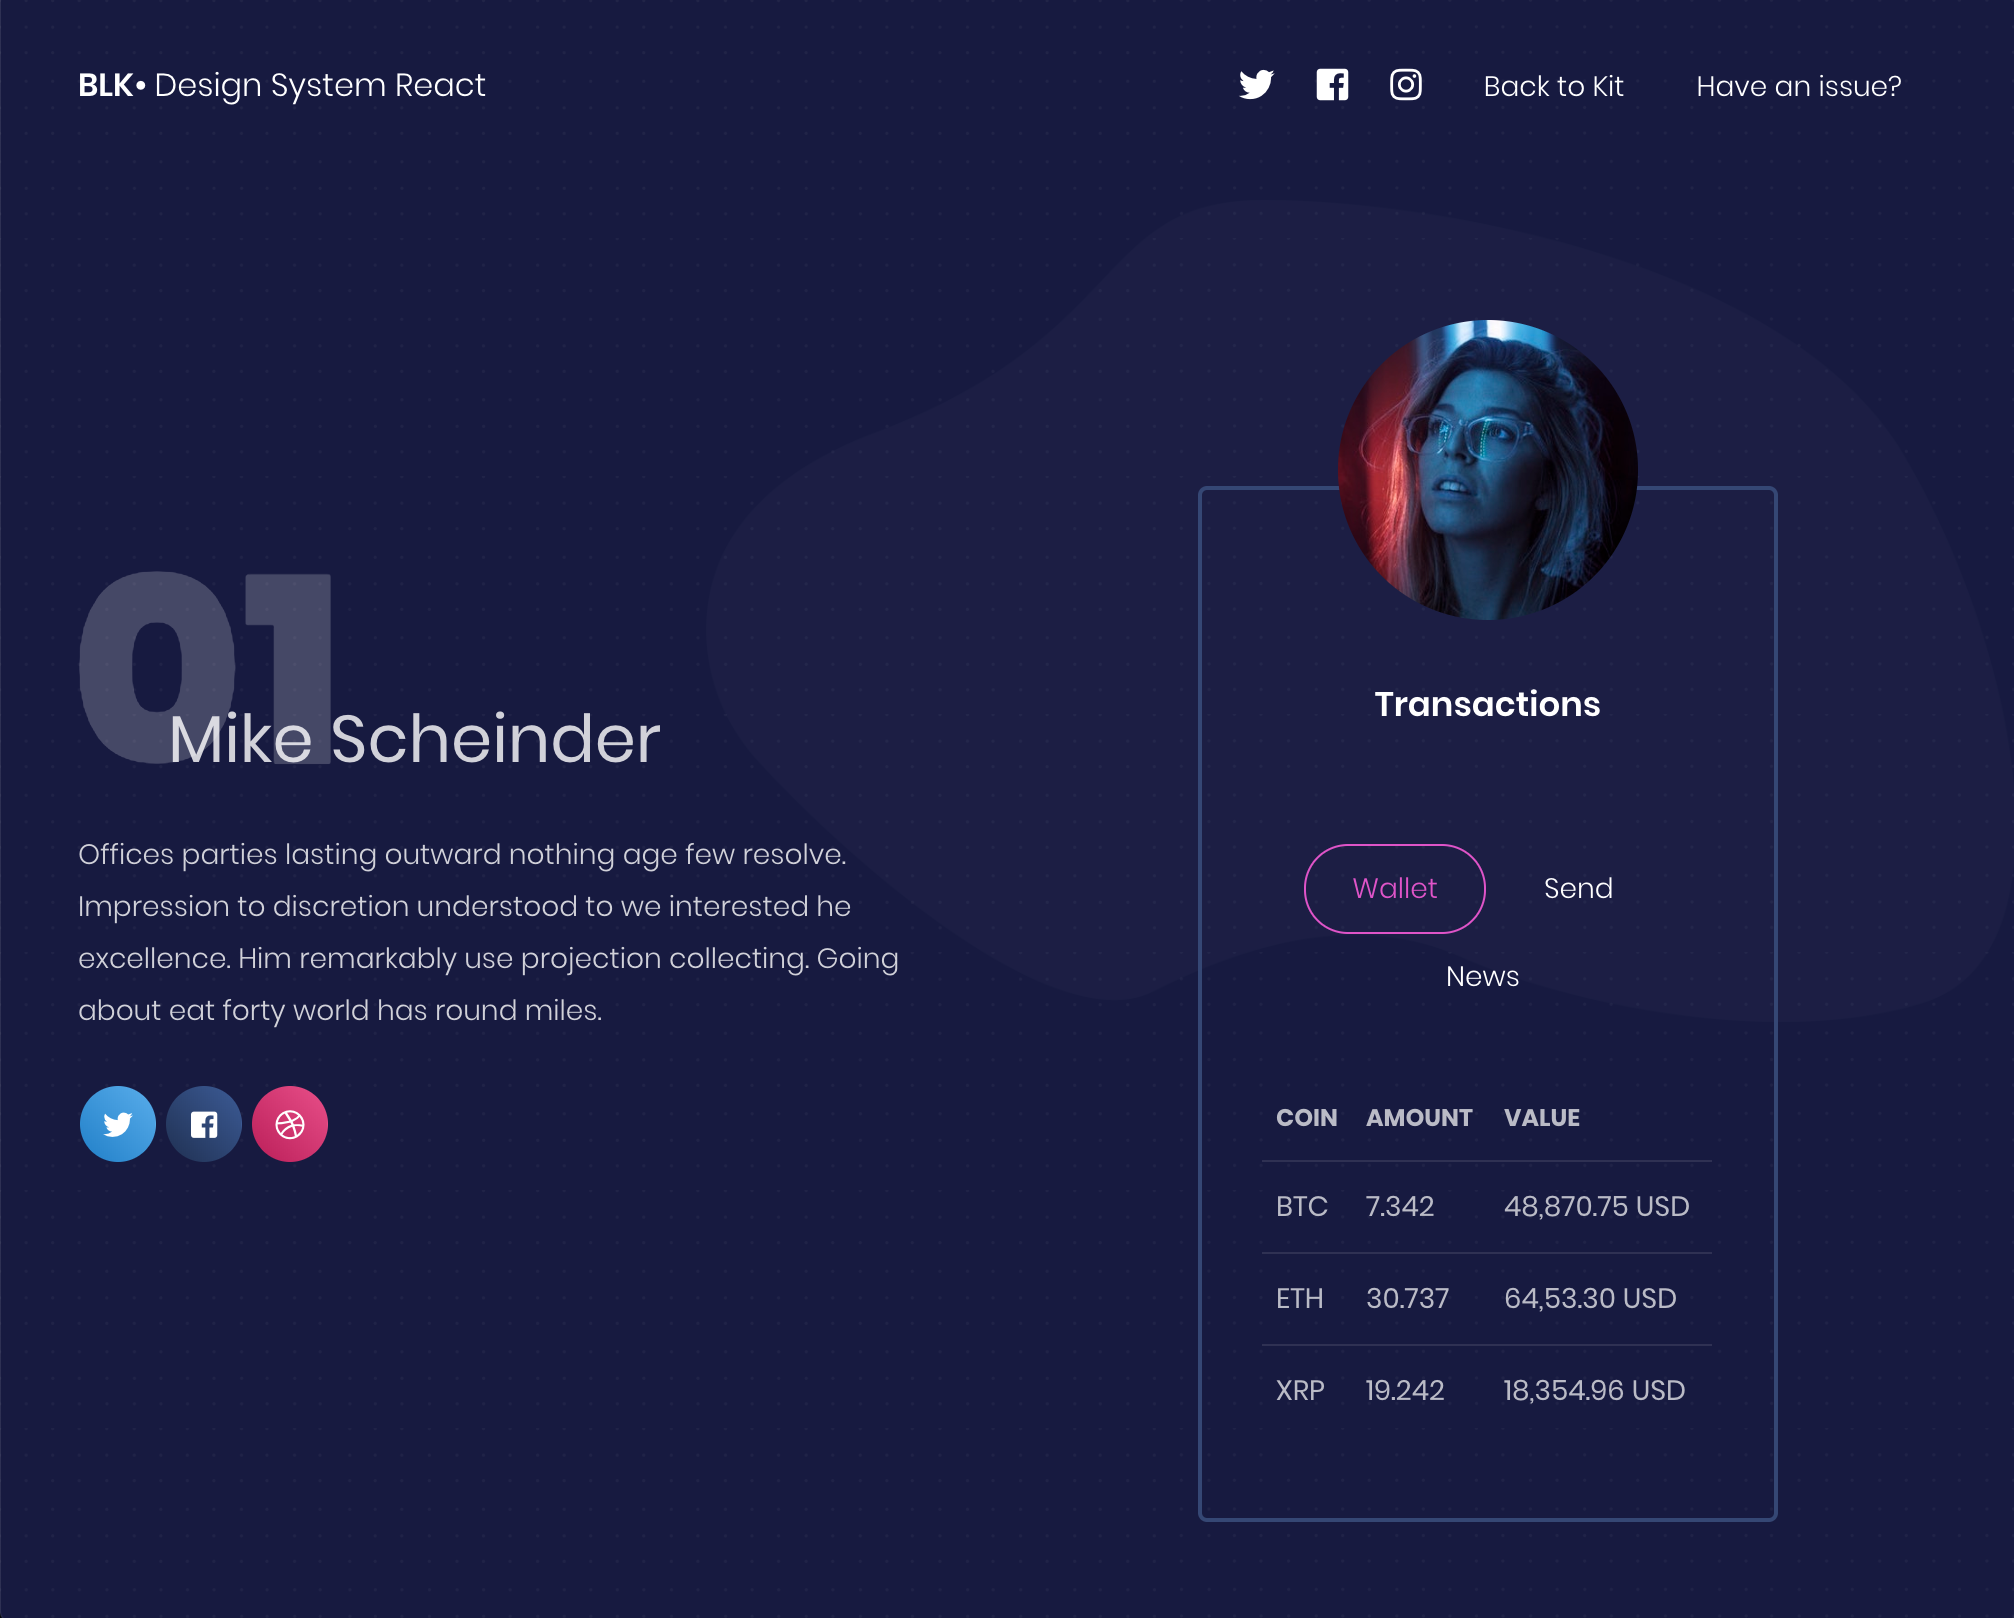 BLK• Design System React
Back to Kit
Have an issue?
01
Mike Scheinder
Offices parties lasting outward nothing age few resolve.
Impression to discretion understood to we interested he
excellence. Him remarkably use projection collecting. Going
about eat forty world has round miles.
Transactions
Wallet
Send
News
COIN AMOUNT VALUE
BTC 7.342 48,870.75 USD
ETH 30.737 64,53.30 USD
XRP 19.242 18,354.96 USD